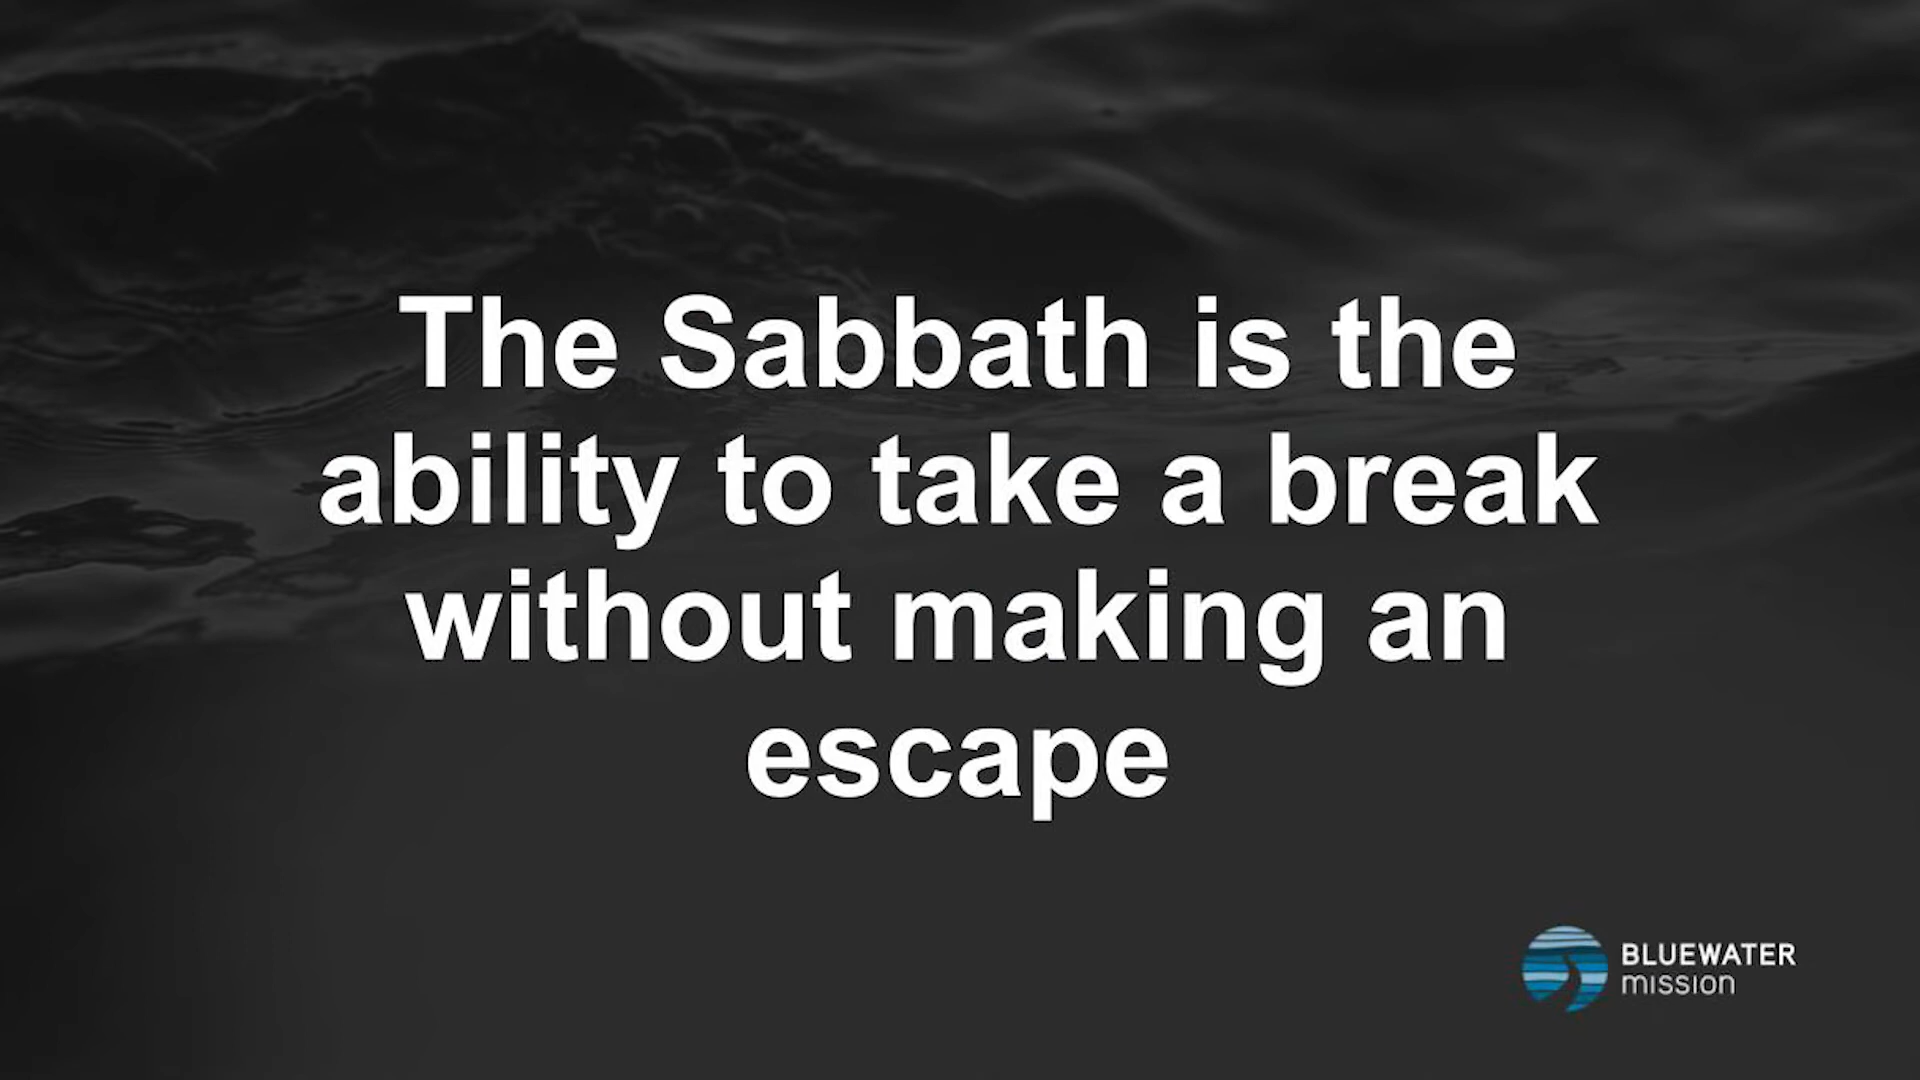 The Sabbath is the
ability to take a break
without making an
escape
BLUEWATER
mission